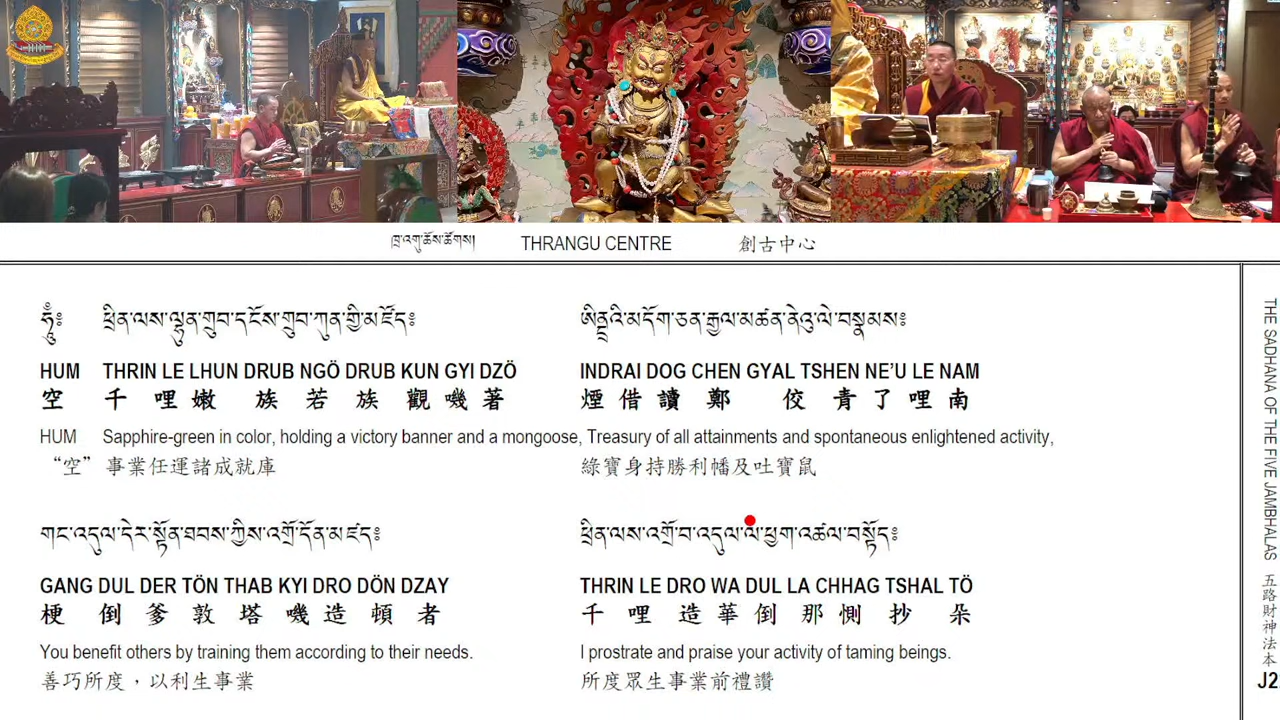 ཁྲ་འགུ་ཆོས་ཚོགས། THRANGU CENTRE 創古中心
ཧཱུྃ༔ ཕྲིན་ལས་ལྷུན་གྲུབ་དངོས་གྲུབ་ཀུན་གྱི་མཛོད༔ ཨིནྡྲའི་མདོག་ཅན་རྒྱལ་མཚན་ནེའུ་ལེ་བསྣམས༔
HUM THRIN LE LHUN DRUB NGÖ DRUB KUN GYI DZÖ INDRAI DOG CHEN GYAL TSHEN NE’U LE NAM
空 千 哩 嫩 族 若 族 觀 嘰 著 煙 借 讀 鄭 佼 青 了 哩 南
HUM Sapphire-green in color, holding a victory banner and a mongoose, Treasury of all attainments and spontaneous enlightened activity,
“空” 事業任運諸成就庫 綠寶身持勝利幡及吐寶鼠
གང་འདུལ་དེར་སྟོན་ཐབས་ཀྱིས་འགྲོ་དོན་མཛད༔ ཕྲིན་ལས་འགྲོ་བ་འདུལ་ལ་ཕྱག་འཚལ་བསྟོད༔
GANG DUL DER TÖN THAB KYI DRO DÖN DZAY THRIN LE DRO WA DUL LA CHHAG TSHAL TÖ
梗 倒 爹 敦 塔 嘰 造 頓 者 千 哩 造 華 倒 那 惻 抄 朵
You benefit others by training them according to their needs. I prostrate and praise your activity of taming beings.
善巧所度，以利生事業 所度眾生事業前禮讚
THE SADHANA OF THE FIVE JAMBHALAS 五路財神法本
J2